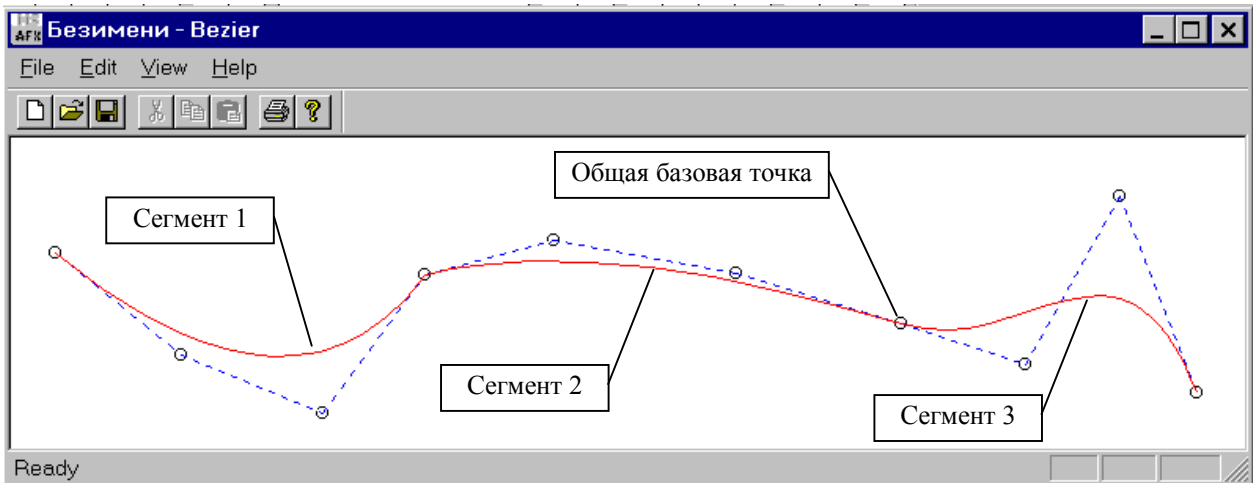 Безимени - Bezier
File Edit View Help
Общая базовая точка
Сегмент 1
Сегмент 2
Сегмент 3
Ready